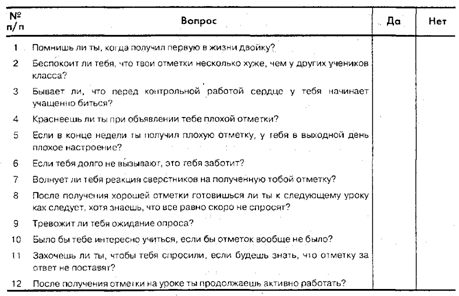 № п/п Вопрос Да Нет
1 Помнишь ли ты, когда получил первую в жизни двойку?
2 Беспокоит ли тебя, что твои отметки несколько хуже, чем у других учеников
класса?
3 Бывает ли, что перед контрольной работой сердце у тебя начинает
учащенно биться?
4 Краснеешь ли ты при объявлении тебе плохой отметки?
5 Если в конце недели ты получил плохую отметку, у тебя в выходной день
плохое настроение?
6 Если тебя долго не вызывают, это тебя заботит?
7 Волнует ли тебя реакция сверстников на полученную тобой отметку?
8 После получения хорошей отметки готовишься ли ты к следующему уроку
как следует, хотя знаешь, что все равно скоро не спросят?
9 Тревожит ли тебя ожидание опроса?
10 Было бы тебе интересно учиться, если бы отметок вообще не было?
11 Захочешь ли ты, чтобы тебя спросили, если будешь знать, что отметку за
ответ не поставят?
12 После получения отметки на уроке ты продолжаешь активно работать?